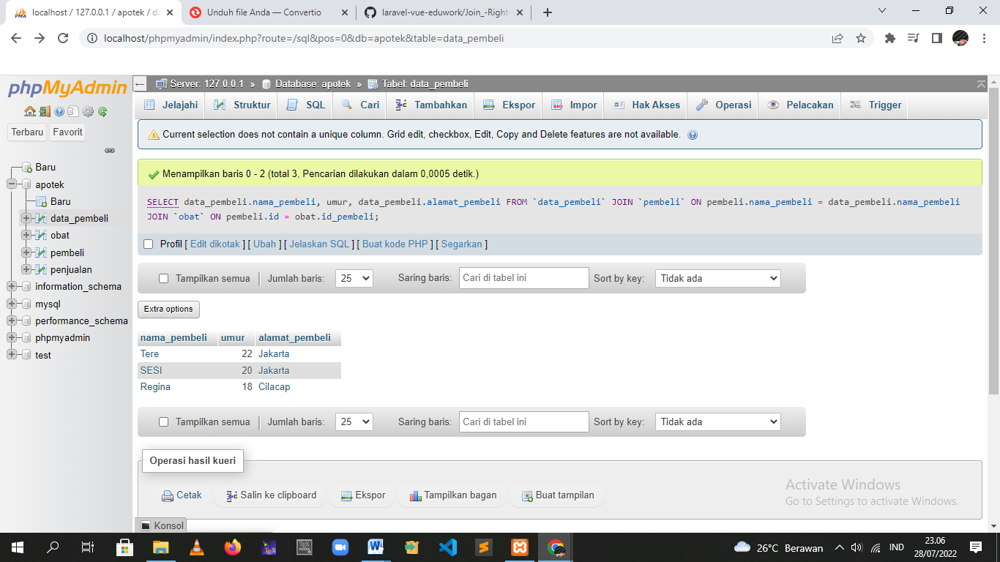 localhost / 127.0.0.1 / apotek / da
Unduh file Anda — Convertio
laravel-vue-eduwork/Join_-Right-
localhost/phpmyadmin/index.php?route=/sql&pos=0&db=apotek&table=data_pembeli
phpMyAdmin
Terbaru Favorit
Baru
apotek
Baru
data_pembeli
obat
pembeli
penjualan
information_schema
mysql
performance_schema
phpmyadmin
test
Server: 127.0.0.1 » Database: apotek » Tabel: data_pembeli
Jelajahi Struktur SQL Cari Tambahkan Ekspor Impor Hak Akses Operasi Pelacakan Trigger
Current selection does not contain a unique column. Grid edit, checkbox, Edit, Copy and Delete features are not available.
Menampilkan baris 0 - 2 (total 3, Pencarian dilakukan dalam 0,0005 detik.)
SELECT data_pembeli.nama_pembeli, umur, data_pembeli.alamat_pembeli FROM `data_pembeli` JOIN `pembeli` ON pembeli.nama_pembeli = data_pembeli.nama_pembeli
JOIN `obat` ON pembeli.id = obat.id_pembeli;
Profil [ Edit dikotak ] [ Ubah ] [ Jelaskan SQL ] [ Buat kode PHP ] [ Segarkan ]
Tampilkan semua Jumlah baris: 25 Saring baris: Cari di tabel ini Sort by key: Tidak ada
Extra options
nama_pembeli umur alamat_pembeli
Tere 22 Jakarta
SESI 20 Jakarta
Regina 18 Cilacap
Tampilkan semua Jumlah baris: 25 Saring baris: Cari di tabel ini Sort by key: Tidak ada
Operasi hasil kueri
Cetak Salin ke clipboard Ekspor Tampilkan bagan Buat tampilan
Activate Windows
Go to Settings to activate Windows.
Konsol
26°C Berawan IND 23.06
28/07/2022